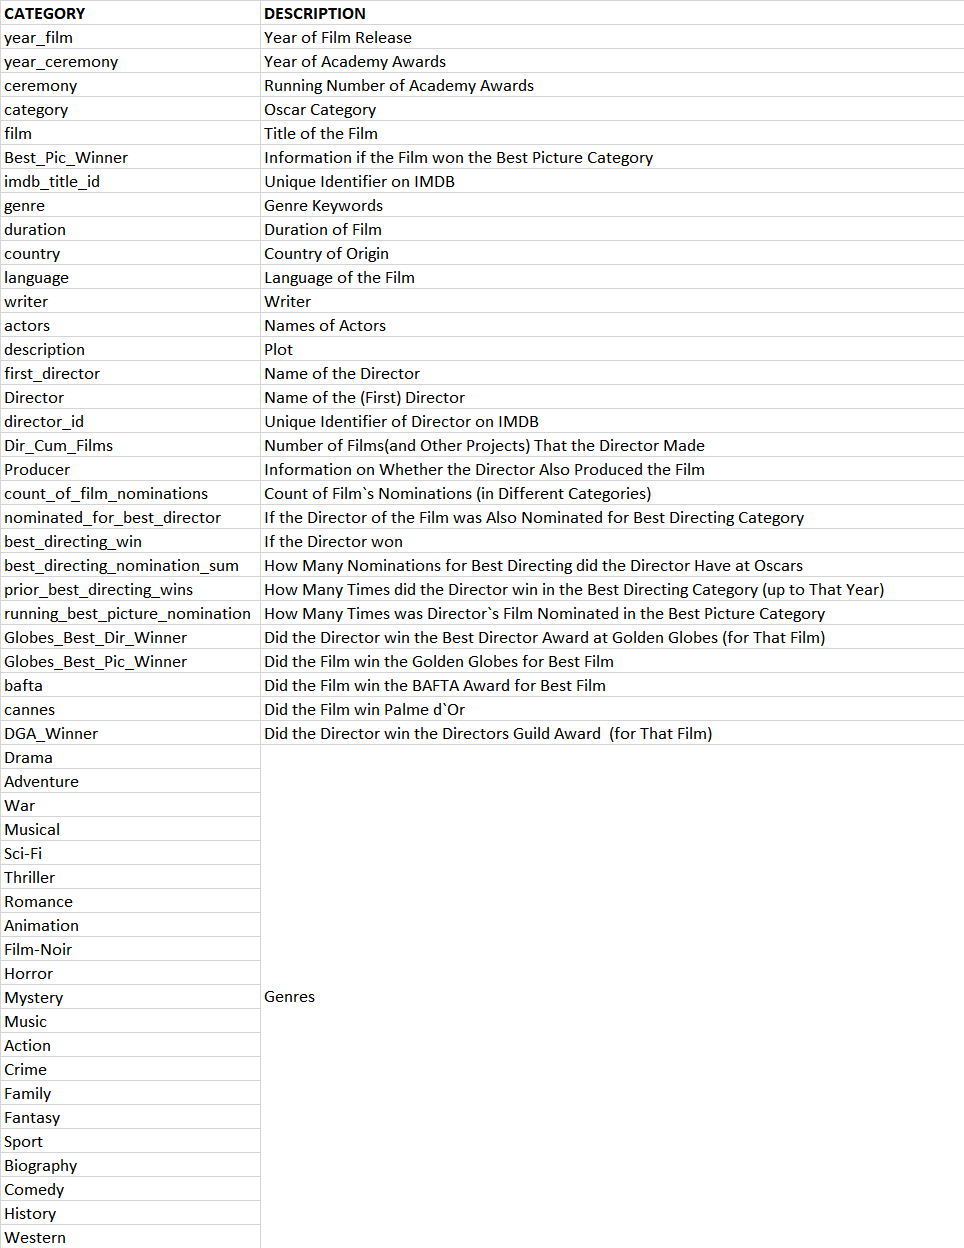 CATEGORY DESCRIPTION
year_film Year of Film Release
year_ceremony Year of Academy Awards
ceremony Running Number of Academy Awards
category Oscar Category
film Title of the Film
Best_Pic_Winner Information if the Film won the Best Picture Category
imdb_title_id Unique Identifier on IMDB
genre Genre Keywords
duration Duration of Film
country Country of Origin
language Language of the Film
writer Writer
actors Names of Actors
description Plot
first_director Name of the Director
Director Name of the (First) Director
director_id Unique Identifier of Director on IMDB
Dir_Cum_Films Number of Films(and Other Projects) That the Director Made
Producer Information on Whether the Director Also Produced the Film
count_of_film_nominations Count of Film`s Nominations (in Different Categories)
nominated_for_best_director If the Director of the Film was Also Nominated for Best Directing Category
best_directing_win If the Director won
best_directing_nomination_sum How Many Nominations for Best Directing did the Director Have at Oscars
prior_best_directing_wins How Many Times did the Director win in the Best Directing Category (up to That Year)
running_best_picture_nomination How Many Times was Director`s Film Nominated in the Best Picture Category
Globes_Best_Dir_Winner Did the Director win the Best Director Award at Golden Globes (for That Film)
Globes_Best_Pic_Winner Did the Film win the Golden Globes for Best Film
bafta Did the Film win the BAFTA Award for Best Film
cannes Did the Film win Palme d`Or
DGA_Winner Did the Director win the Directors Guild Award  (for That Film)
Drama
Adventure
War
Musical
Sci-Fi
Thriller
Romance
Animation
Film-Noir
Horror
Mystery Genres
Music
Action
Crime
Family
Fantasy
Sport
Biography
Comedy
History
Western